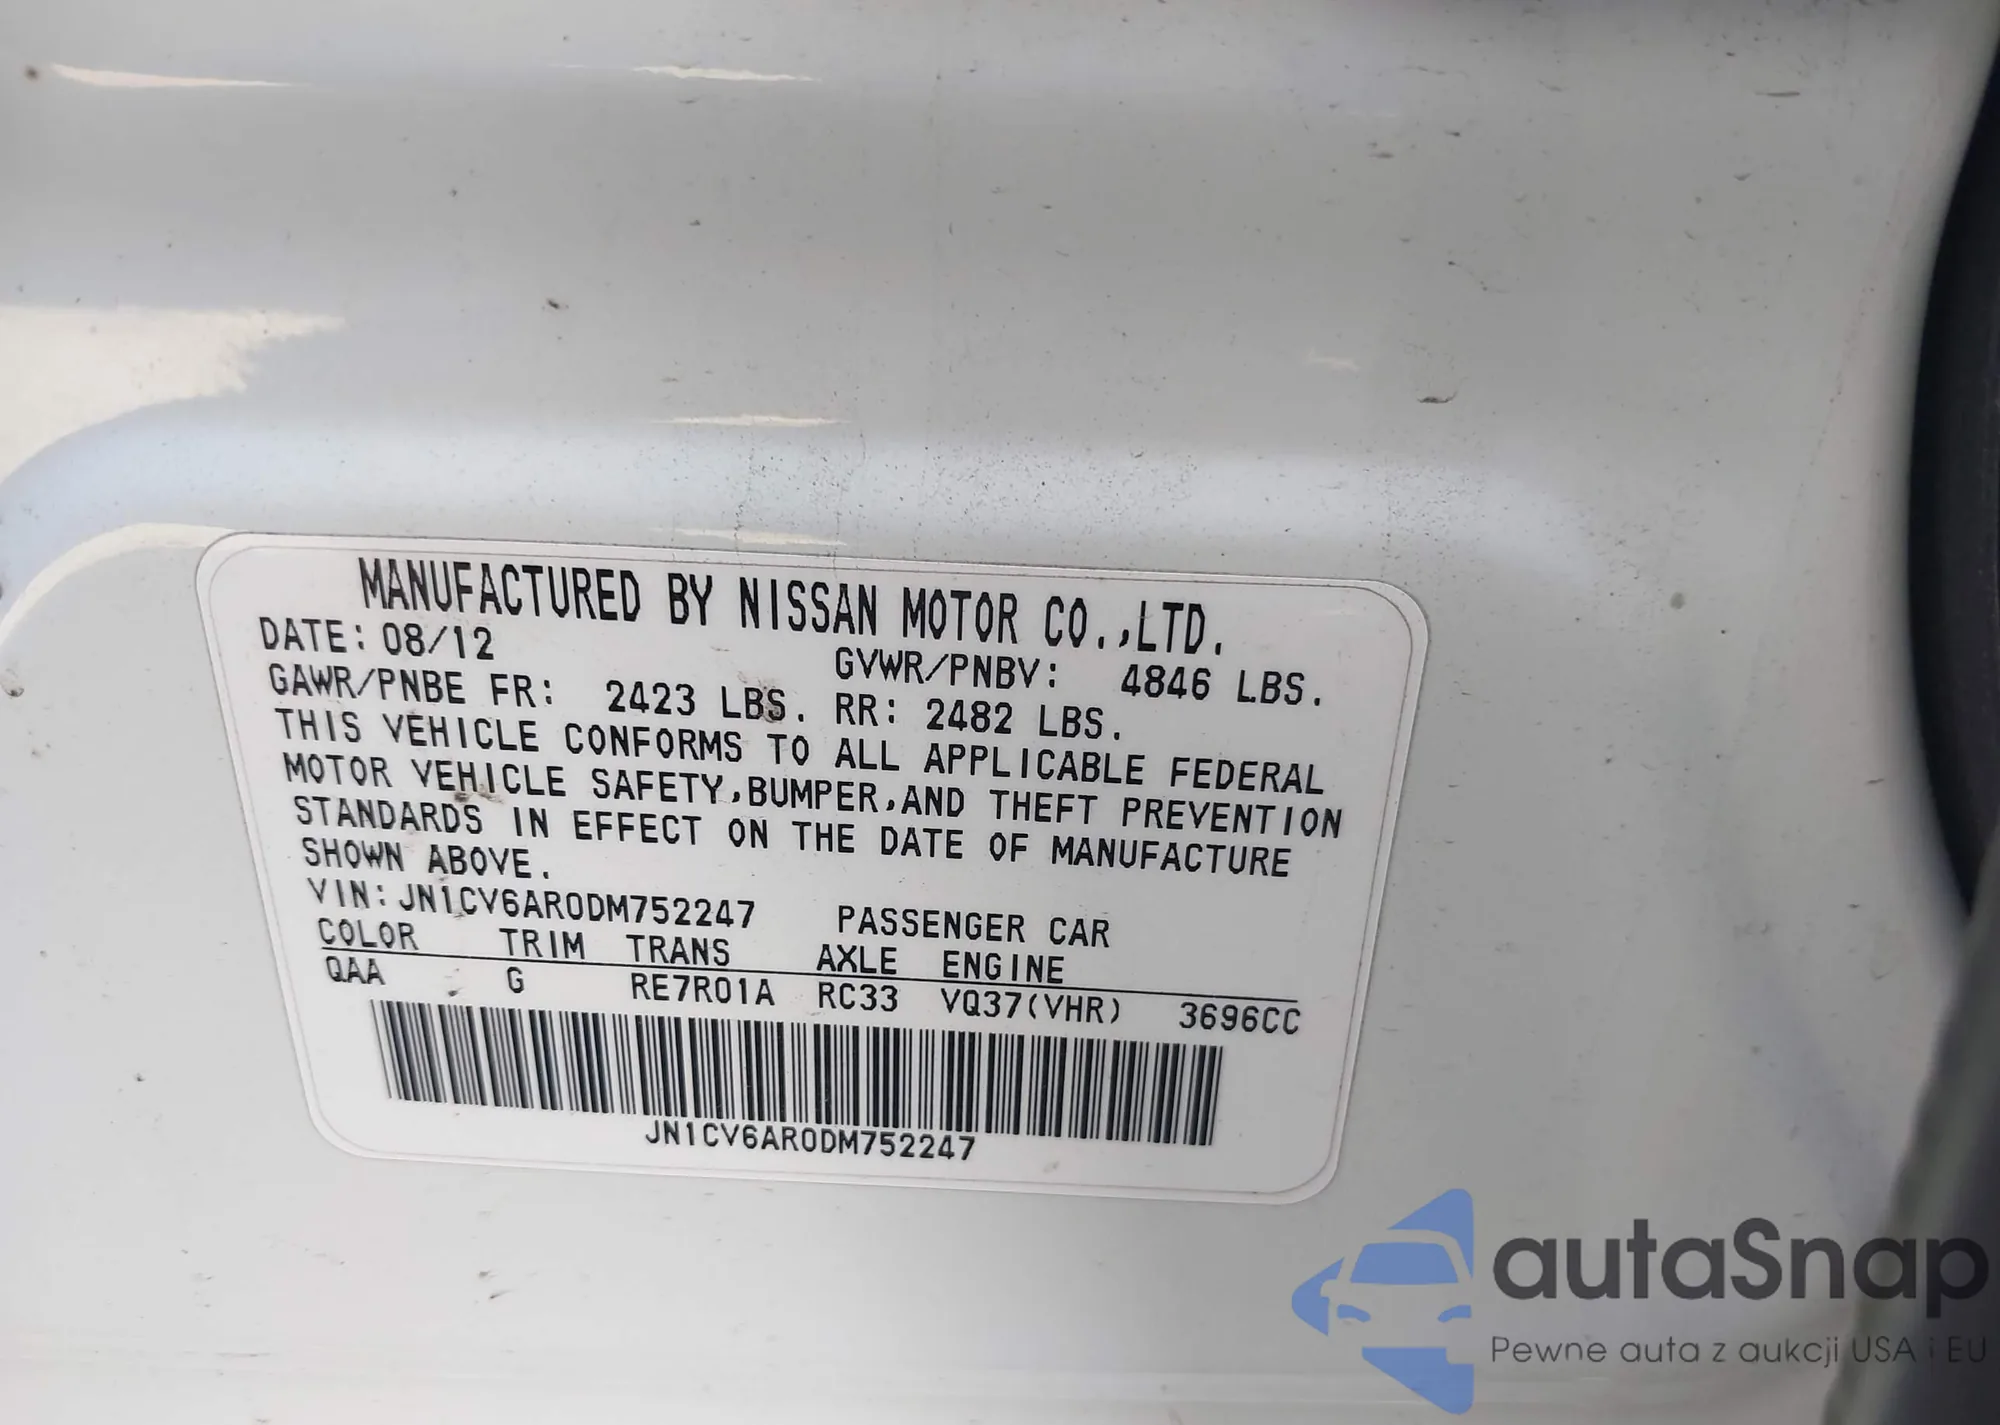 MANUFACTURED BY NISSAN MOTOR CO.,LTD.
DATE: 08/12 GVWR/PNBV: 4846 LBS.
GAWR/PNBE FR: 2423 LBS. RR: 2482 LBS.
THIS VEHICLE CONFORMS TO ALL APPLICABLE FEDERAL
MOTOR VEHICLE SAFETY,BUMPER,AND THEFT PREVENTION
STANDARDS IN EFFECT ON THE DATE OF MANUFACTURE
SHOWN ABOVE.
VIN:JN1CV6AR0DM752247 PASSENGER CAR
COLOR TRIM TRANS AXLE ENGINE
QAA G RE7R01A RC33 VQ37(VHR) 3696CC
JN1CV6AR0DM752247
autaSnap
Pewne auta z aukcji USA i EU